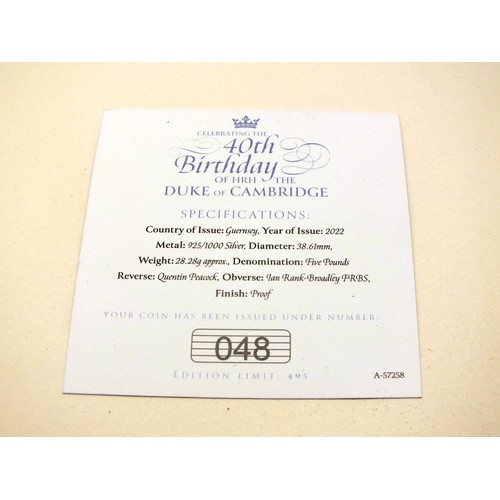 CELEBRATING THE
40th
Birthday
OF HRH THE
DUKE OF CAMBRIDGE
SPECIFICATIONS:
Country of Issue: Guernsey, Year of Issue: 2022
Metal: 925/1000 Silver, Diameter: 38.61mm,
Weight: 28.28g approx., Denomination: Five Pounds
Reverse: Quentin Peacock, Obverse: Ian Rank-Broadley FRBS,
Finish: Proof
YOUR COIN HAS BEEN ISSUED UNDER NUMBER:
048
EDITION LIMIT: 495
A-57258